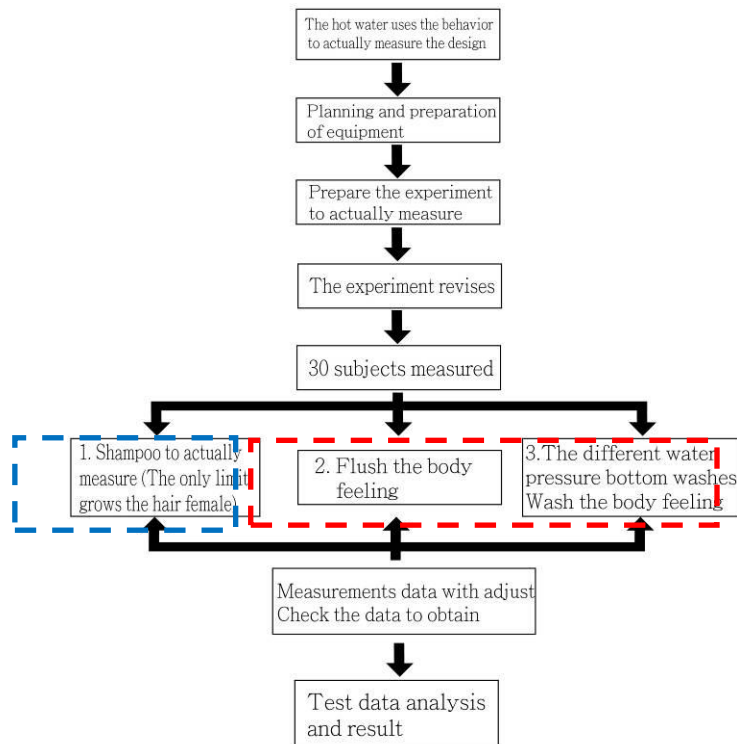 The hot water uses the behavior
to actually measure the design
Planning and preparation
of equipment
Prepare the experiment
to actually measure
The experiment revises
30 subjects measured
1. Shampoo to actually
measure (The only limit
grows the hair female)
2. Flush the body
feeling
3.The different water
pressure bottom washes
Wash the body feeling
Measurements data with adjust
Check the data to obtain
Test data analysis
and result